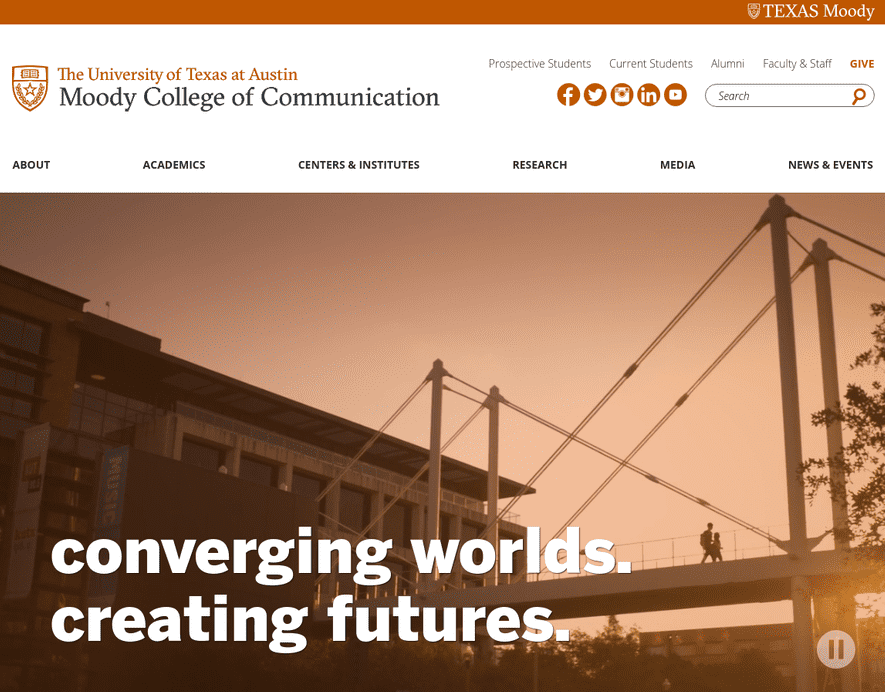 TEXAS Moody
The University of Texas at Austin
Moody College of Communication
Prospective Students Current Students Alumni Faculty & Staff GIVE
Search
ABOUT ACADEMICS CENTERS & INSTITUTES RESEARCH MEDIA NEWS & EVENTS
MUSIC
converging worlds.
creating futures.